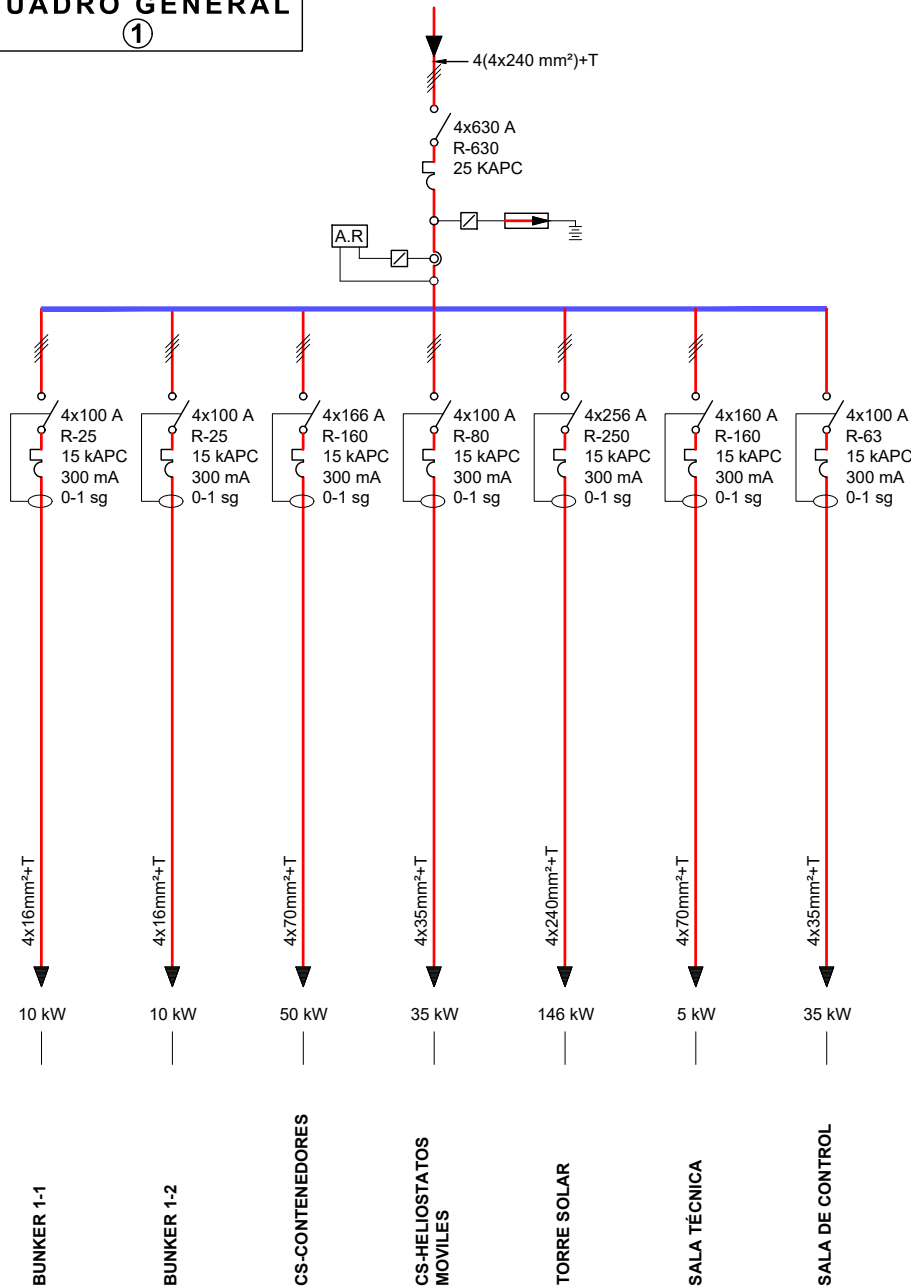 UADRO GENERAL
1
4(4x240 mm²)+T
4x630 A
R-630
25 KAPC
A.R
4x100 A
R-25
15 kAPC
300 mA
0-1 sg
4x100 A
R-25
15 kAPC
300 mA
0-1 sg
4x166 A
R-160
15 kAPC
300 mA
0-1 sg
4x100 A
R-80
15 kAPC
300 mA
0-1 sg
4x256 A
R-250
15 kAPC
300 mA
0-1 sg
4x160 A
R-160
15 kAPC
300 mA
0-1 sg
4x100 A
R-63
15 kAPC
300 mA
0-1 sg
4x16mm²+T
4x16mm²+T
4x70mm²+T
4x35mm²+T
4x240mm²+T
4x70mm²+T
4x35mm²+T
10 kW
10 kW
50 kW
35 kW
146 kW
5 kW
35 kW
BUNKER 1-1
BUNKER 1-2
CS-CONTENEDORES
CS-HELIOSTATOS
MOVILES
TORRE SOLAR
SALA TÉCNICA
SALA DE CONTROL